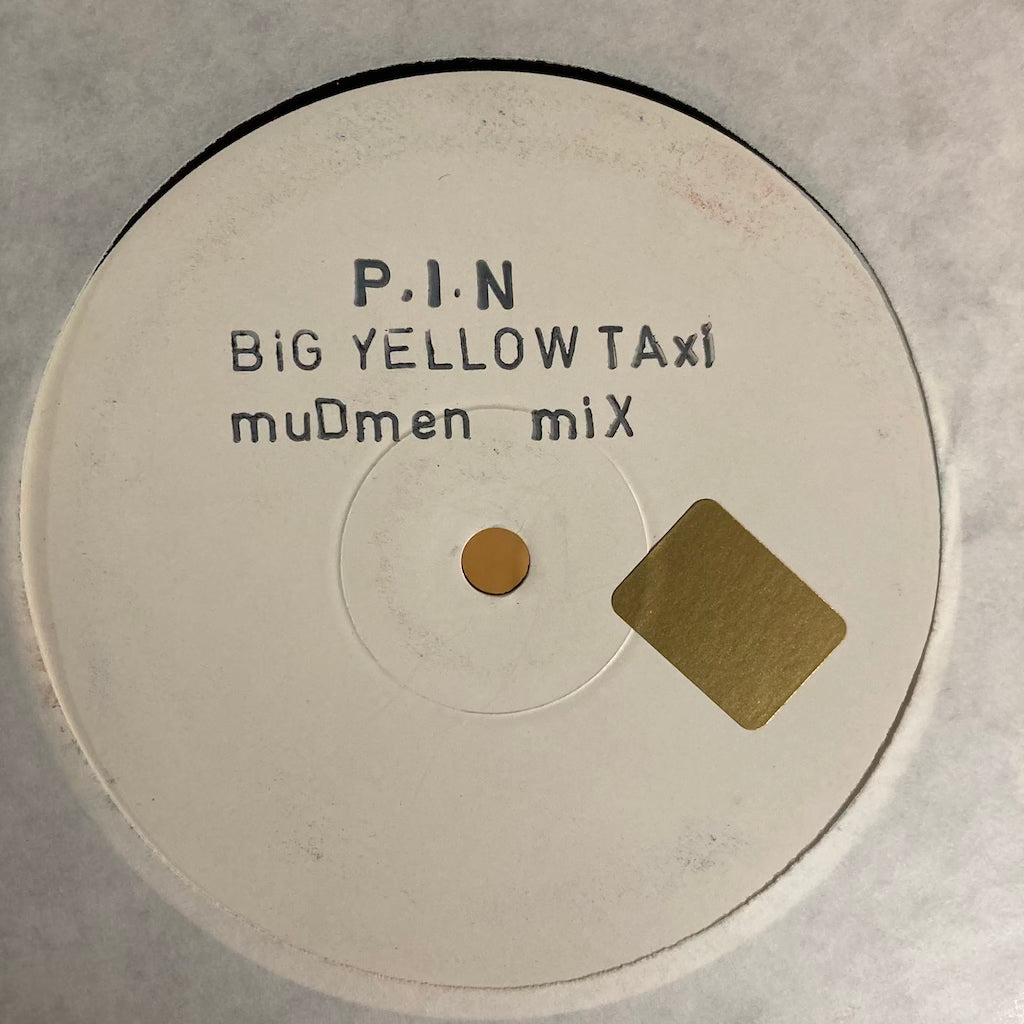 P.I.N
BiG YELLOW TAxi
muDmen miX